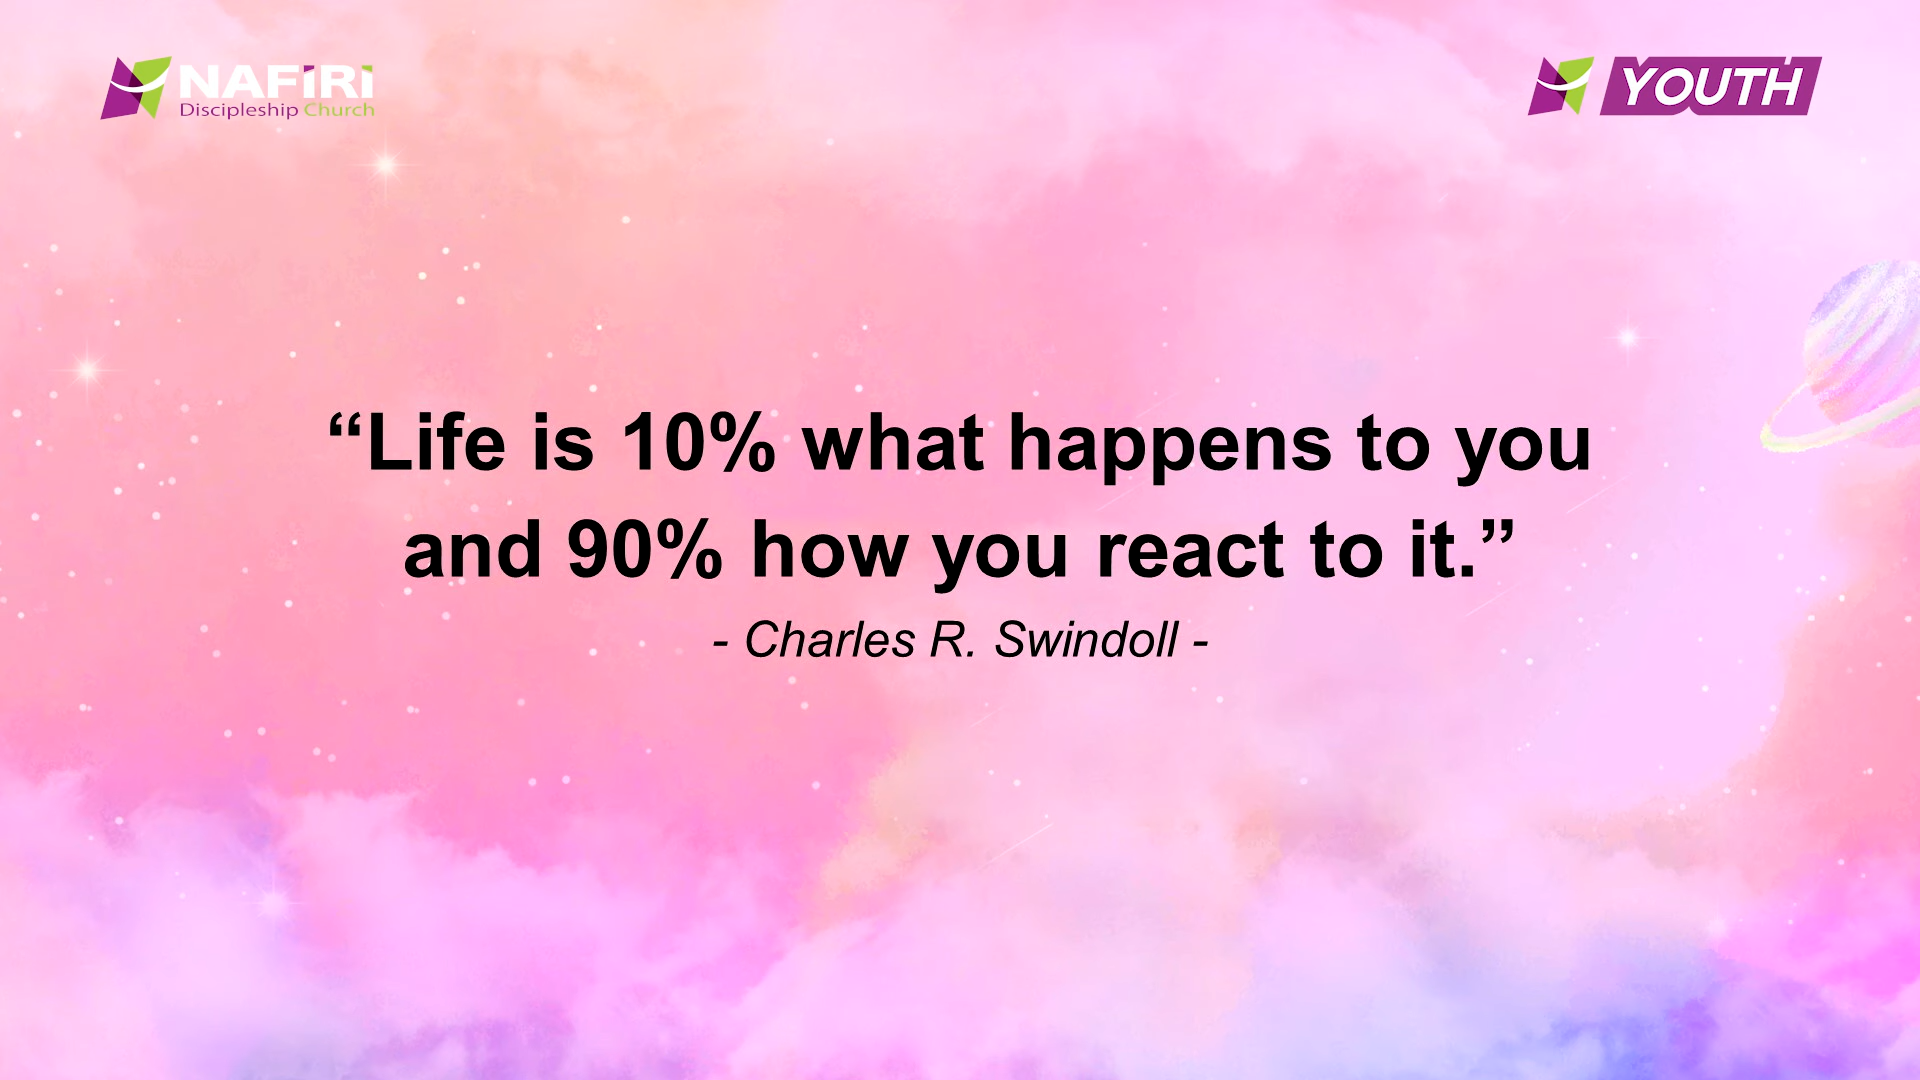 NAFIRI
Discipleship Church
YOUTH
“Life is 10% what happens to you
and 90% how you react to it.”
- Charles R. Swindoll -